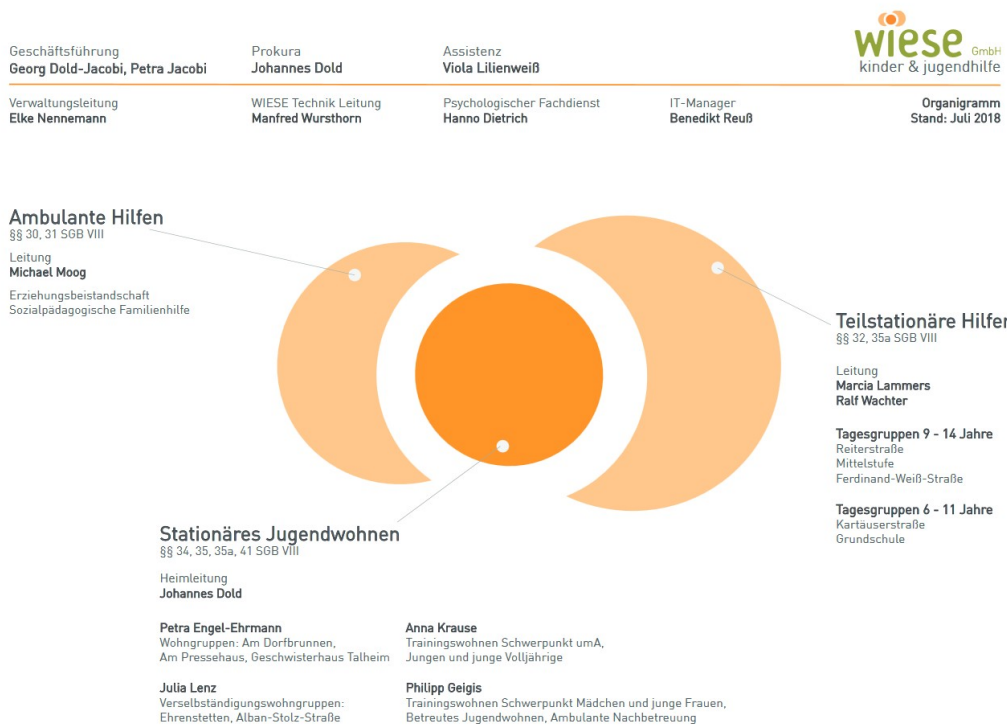 wiese GmbH
kinder & jugendhilfe
Geschäftsführung
Georg Dold-Jacobi, Petra Jacobi
Prokura
Johannes Dold
Assistenz
Viola Lilienweiß
Verwaltungsleitung
Elke Nennemann
WIESE Technik Leitung
Manfred Wursthorn
Psychologischer Fachdienst
Hanno Dietrich
IT-Manager
Benedikt Reuß
Organigramm
Stand: Juli 2018
Ambulante Hilfen
§§ 30, 31 SGB VIII
Leitung
Michael Moog
Erziehungsbeistandschaft
Sozialpädagogische Familienhilfe
Teilstationäre Hilfen
§§ 32, 35a SGB VIII
Leitung
Marcia Lammers
Ralf Wachter
Tagesgruppen 9 - 14 Jahre
Reiterstraße
Mittelstufe
Ferdinand-Weiß-Straße
Tagesgruppen 6 - 11 Jahre
Kartäuserstraße
Grundschule
Stationäres Jugendwohnen
§§ 34, 35, 35a, 41 SGB VIII
Heimleitung
Johannes Dold
Petra Engel-Ehrmann
Wohngruppen: Am Dorfbrunnen,
Am Pressehaus, Geschwisterhaus Talheim
Anna Krause
Trainingswohnen Schwerpunkt umA,
Jungen und junge Volljährige
Julia Lenz
Verselbständigungswohngruppen:
Ehrenstetten, Alban-Stolz-Straße
Philipp Geigis
Trainingswohnen Schwerpunkt Mädchen und junge Frauen,
Betreutes Jugendwohnen, Ambulante Nachbetreuung